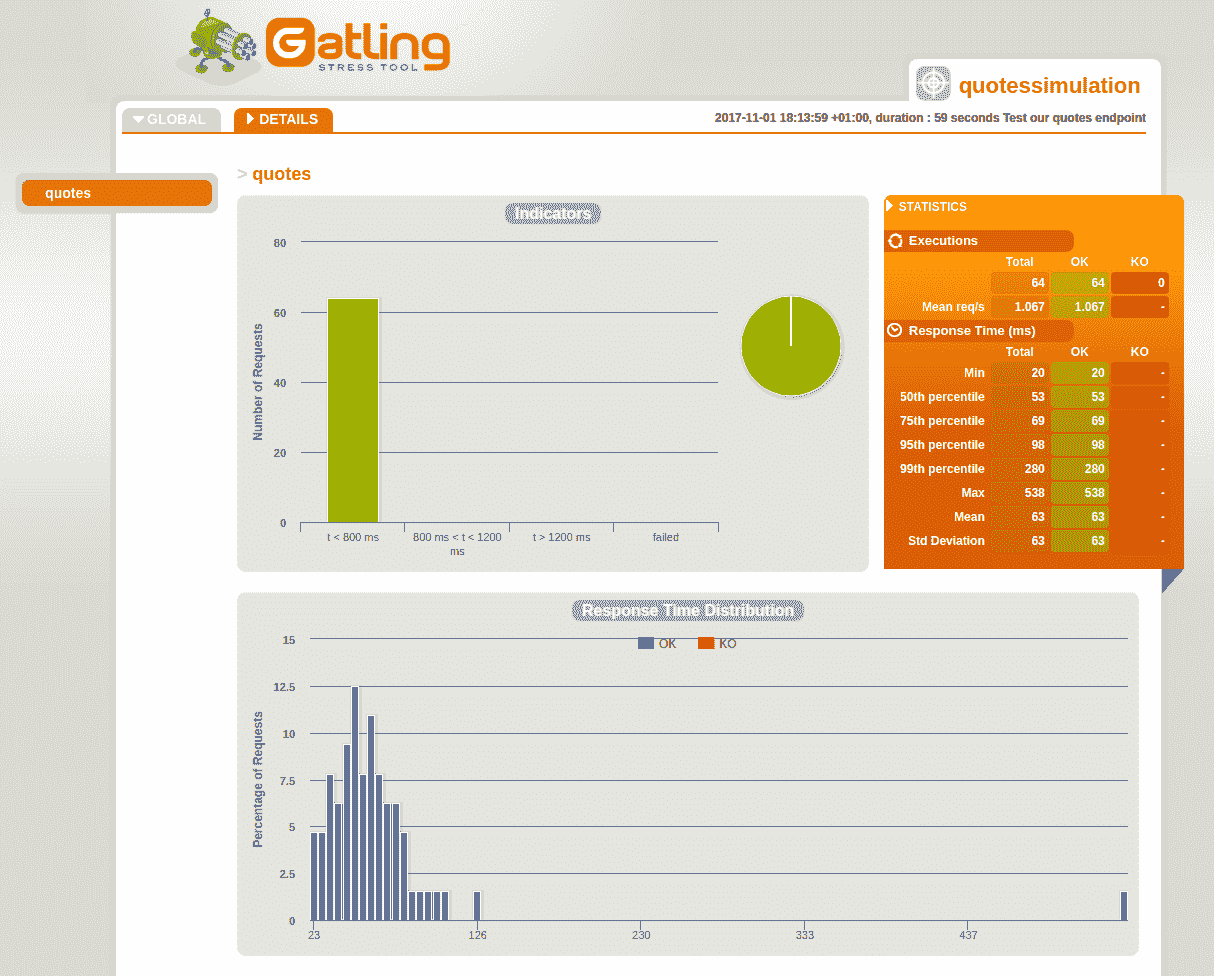 Gatling
STRESS TOOL
quotessimulation
GLOBAL
DETAILS
2017-11-01 18:13:59 +01:00, duration : 59 seconds Test our quotes endpoint
> quotes
quotes
Indicators
80
60
40
20
0
Number of Requests
t < 800 ms
800 ms < t < 1200
ms
t > 1200 ms
failed
STATISTICS
Executions
Total OK KO
64 64 0
Mean req/s 1.067 1.067 -
Response Time (ms)
Total OK KO
Min 20 20 -
50th percentile 53 53 -
75th percentile 69 69 -
95th percentile 98 98 -
99th percentile 280 280 -
Max 538 538 -
Mean 63 63 -
Std Deviation 63 63 -
Response Time Distribution
OK KO
15
12.5
10
7.5
5
2.5
0
Percentage of Requests
23 126 230 333 437